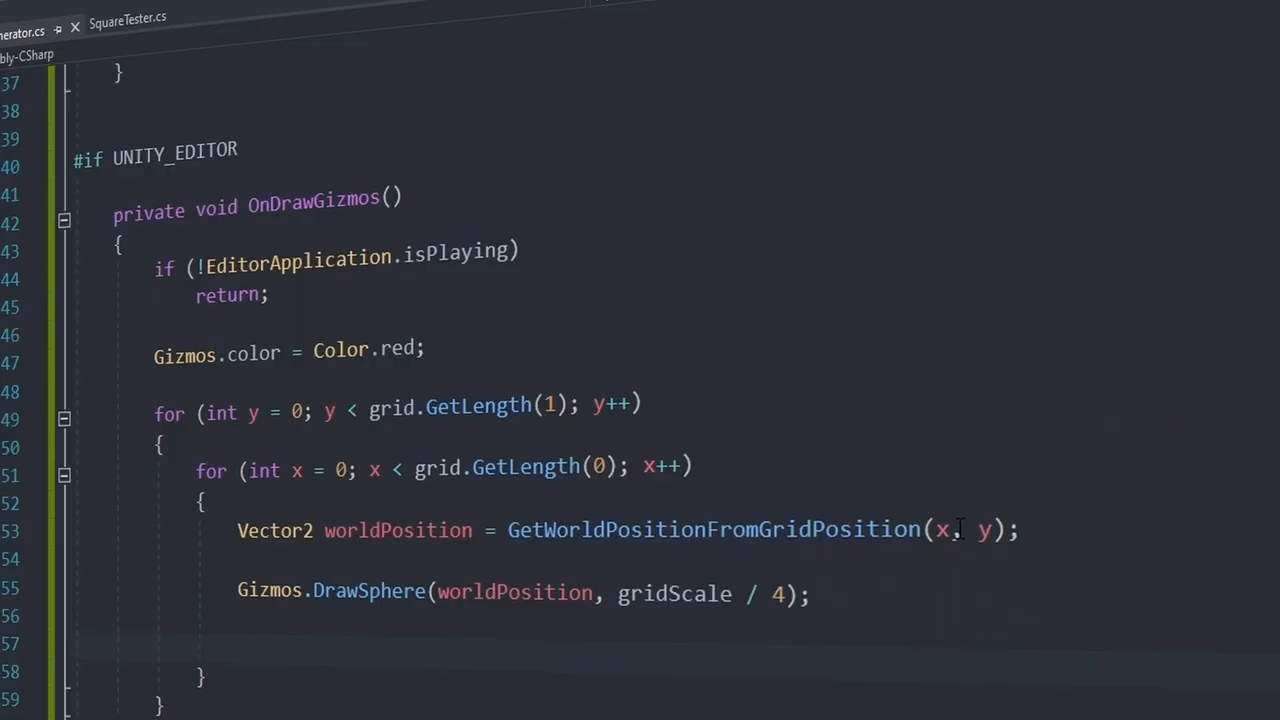 nerator.cs SquareTester.cs
bly-CSharp
37 }
38
39
40 #if UNITY_EDITOR
41
42 private void OnDrawGizmos()
43 {
44 if (!EditorApplication.isPlaying)
45 return;
46
47 Gizmos.color = Color.red;
48
49 for (int y = 0; y < grid.GetLength(1); y++)
50 {
51 for (int x = 0; x < grid.GetLength(0); x++)
52 {
53 Vector2 worldPosition = GetWorldPositionFromGridPosition(x, y);
54
55 Gizmos.DrawSphere(worldPosition, gridScale / 4);
56
57
58 }
59 }